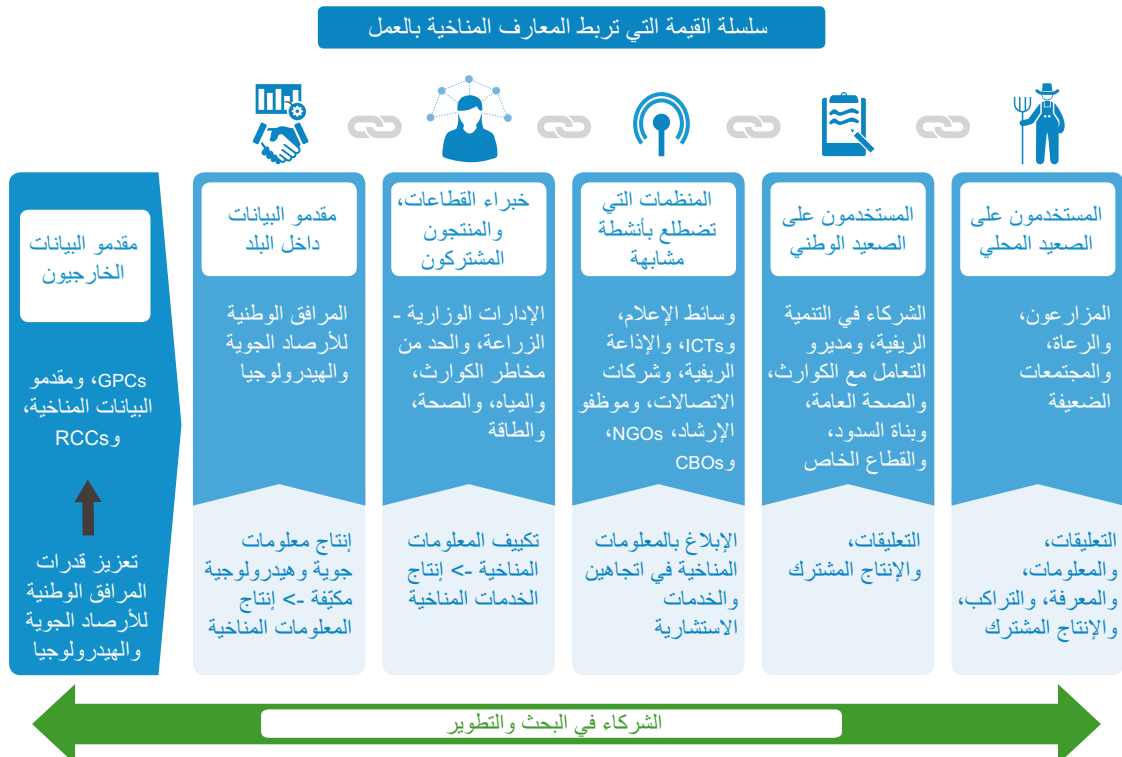 سلسلة القيمة التي تربط المعارف المناخية بالعمل
مقدمو البيانات
الخارجيون
GPCs، ومقدمو
البيانات المناخية،
وRCCs
تعزيز قدرات
المرافق الوطنية
للأرصاد الجوية
والهيدرولوجيا
مقدمو البيانات
داخل البلد
المرافق الوطنية
للأرصاد الجوية
والهيدرولوجيا
إنتاج معلومات
جوية وهيدرولوجية
مكيّفة -> إنتاج
المعلومات المناخية
خبراء القطاعات،
والمنتجون
المشتركون
الإدارات الوزارية -
الزراعة، والحد من
مخاطر الكوارث،
والمياه، والصحة،
والطاقة
تكييف المعلومات
المناخية -> إنتاج
الخدمات المناخية
المنظمات التي
تضطلع بأنشطة
مشابهة
وسائط الإعلام،
وICTs، والإذاعة
الريفية، وشركات
الاتصالات، وموظفو
الإرشاد، NGOs،
وCBOs
الإبلاغ بالمعلومات
المناخية في اتجاهين
والخدمات
الاستشارية
المستخدمون على
الصعيد الوطني
الشركاء في التنمية
الريفية، ومديرو
التعامل مع الكوارث،
والصحة العامة،
وبناة السدود،
والقطاع الخاص
التعليقات،
والإنتاج المشترك
المستخدمون على
الصعيد المحلي
المزارعون،
والرعاة،
والمجتمعات
الضعيفة
التعليقات،
والمعلومات،
والمعرفة، والتراكب،
والإنتاج المشترك
الشركاء في البحث والتطوير